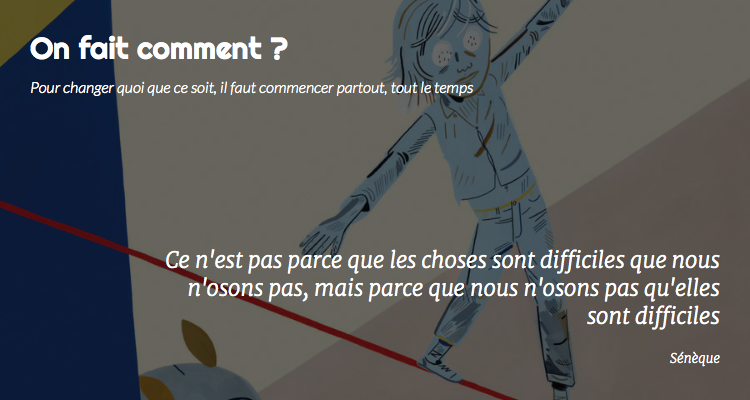 On fait comment ?
Pour changer quoi que ce soit, il faut commencer partout, tout le temps
Ce n'est pas parce que les choses sont difficiles que nous
n'osons pas, mais parce que nous n'osons pas qu'elles
sont difficiles
Sénèque